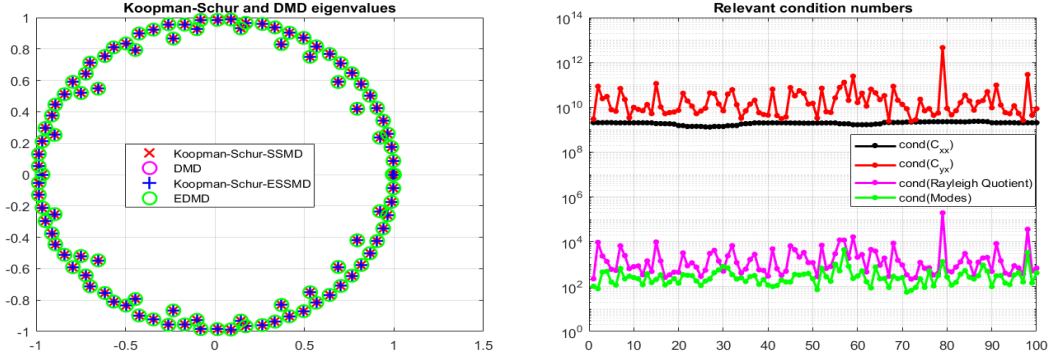 Koopman-Schur and DMD eigenvalues
1
0.8
0.6
0.4
0.2
0
-0.2
-0.4
-0.6
-0.8
-1
-1 -0.5 0 0.5 1 1.5
Koopman-Schur-SSMD
DMD
Koopman-Schur-ESSMD
EDMD
Relevant condition numbers
10^14
10^12
10^10
10^8
10^6
10^4
10^2
10^0
0 10 20 30 40 50 60 70 80 90 100
cond(C_xx)
cond(C_yx)
cond(Rayleigh Quotient)
cond(Modes)